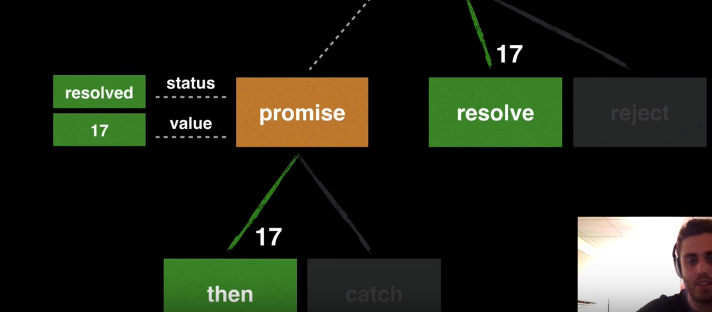 17
resolved
status
promise
resolve
reject
17
value
17
then
catch